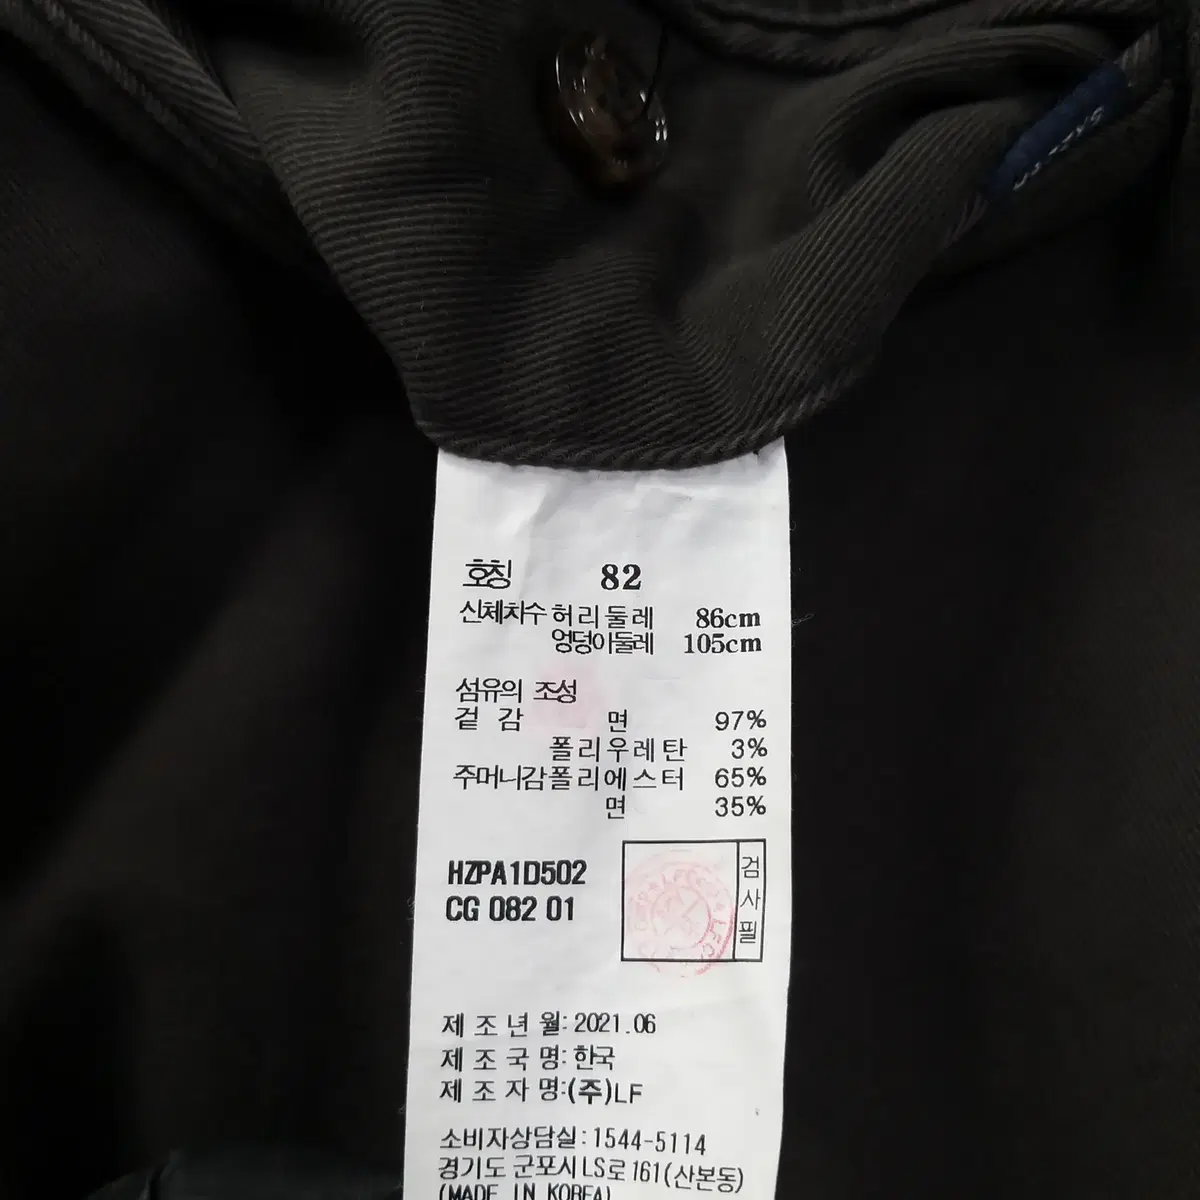 호칭 82
신체치수 허리둘레 86cm
엉덩이둘레 105cm
섬유의 조성
겉감 면 97%
폴리우레탄 3%
주머니감 폴리에스터 65%
면 35%
HZPA1D502
CG 082 01
검사필
제조년월: 2021.06
제조국명: 한국
제조자명: (주)LF
소비자상담실: 1544-5114
경기도 군포시 LS로 161(산본동)
(MADE IN KOREA)